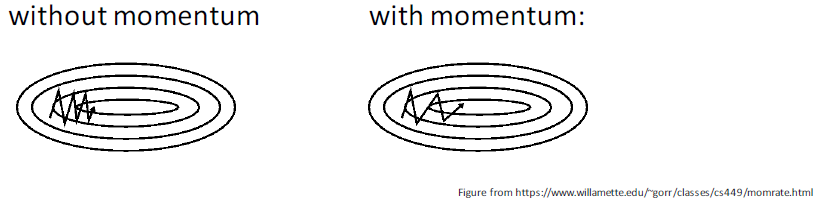 without momentum
with momentum:
Figure from https://www.willamette.edu/~gorr/classes/cs449/momrate.html